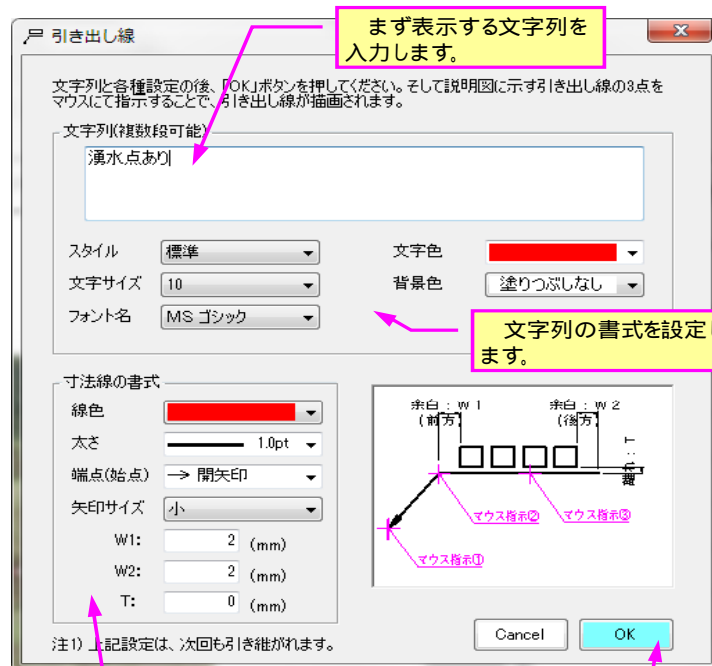 引き出し線
まず表示する文字列を
入力します。
文字列と各種設定の後、「OK」ボタンを押してください。そして説明図に示す引き出し線の3点を
マウスにて指示することで、引き出し線が描画されます。
文字列(複数段可能)
湧水点あり
スタイル 標準 文字色
文字サイズ 10 背景色 塗りつぶしなし
フォント名 MS ゴシック
文字列の書式を設定し
ます。
寸法線の書式
線色
太さ 1.0pt
端点(始点) 開矢印
矢印サイズ 小
W1: 2 (mm)
W2: 2 (mm)
T: 0 (mm)
余白:W1 余白:W2
(前方) (後方)
離れ:T
マウス指示② マウス指示③
マウス指示①
注1) 上記設定は、次回も引き継がれます。
Cancel OK